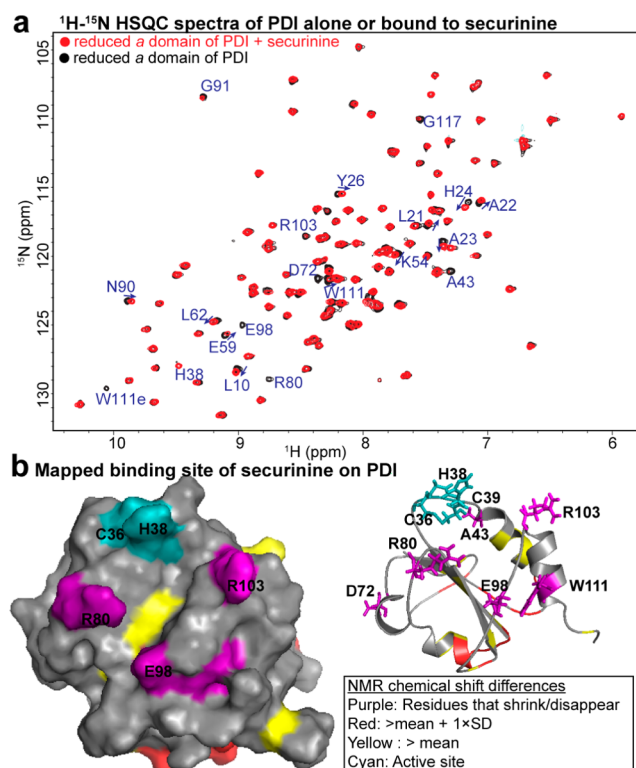 a ¹H-¹⁵N HSQC spectra of PDI alone or bound to securinine
reduced a domain of PDI + securinine
reduced a domain of PDI
105
110
115
120
125
130
¹⁵N (ppm)
G91
G117
Y26
H24
A22
L21
R103
A23
K54
D72
W111
A43
N90
L62
E98
E59
H38
L10
R80
W111e
10
9
8
7
6
¹H (ppm)
b Mapped binding site of securinine on PDI
C36
H38
R80
R103
E98
H38
C39
C36
A43
R103
R80
D72
E98
W111
NMR chemical shift differences
Purple: Residues that shrink/disappear
Red: >mean + 1×SD
Yellow : > mean
Cyan: Active site